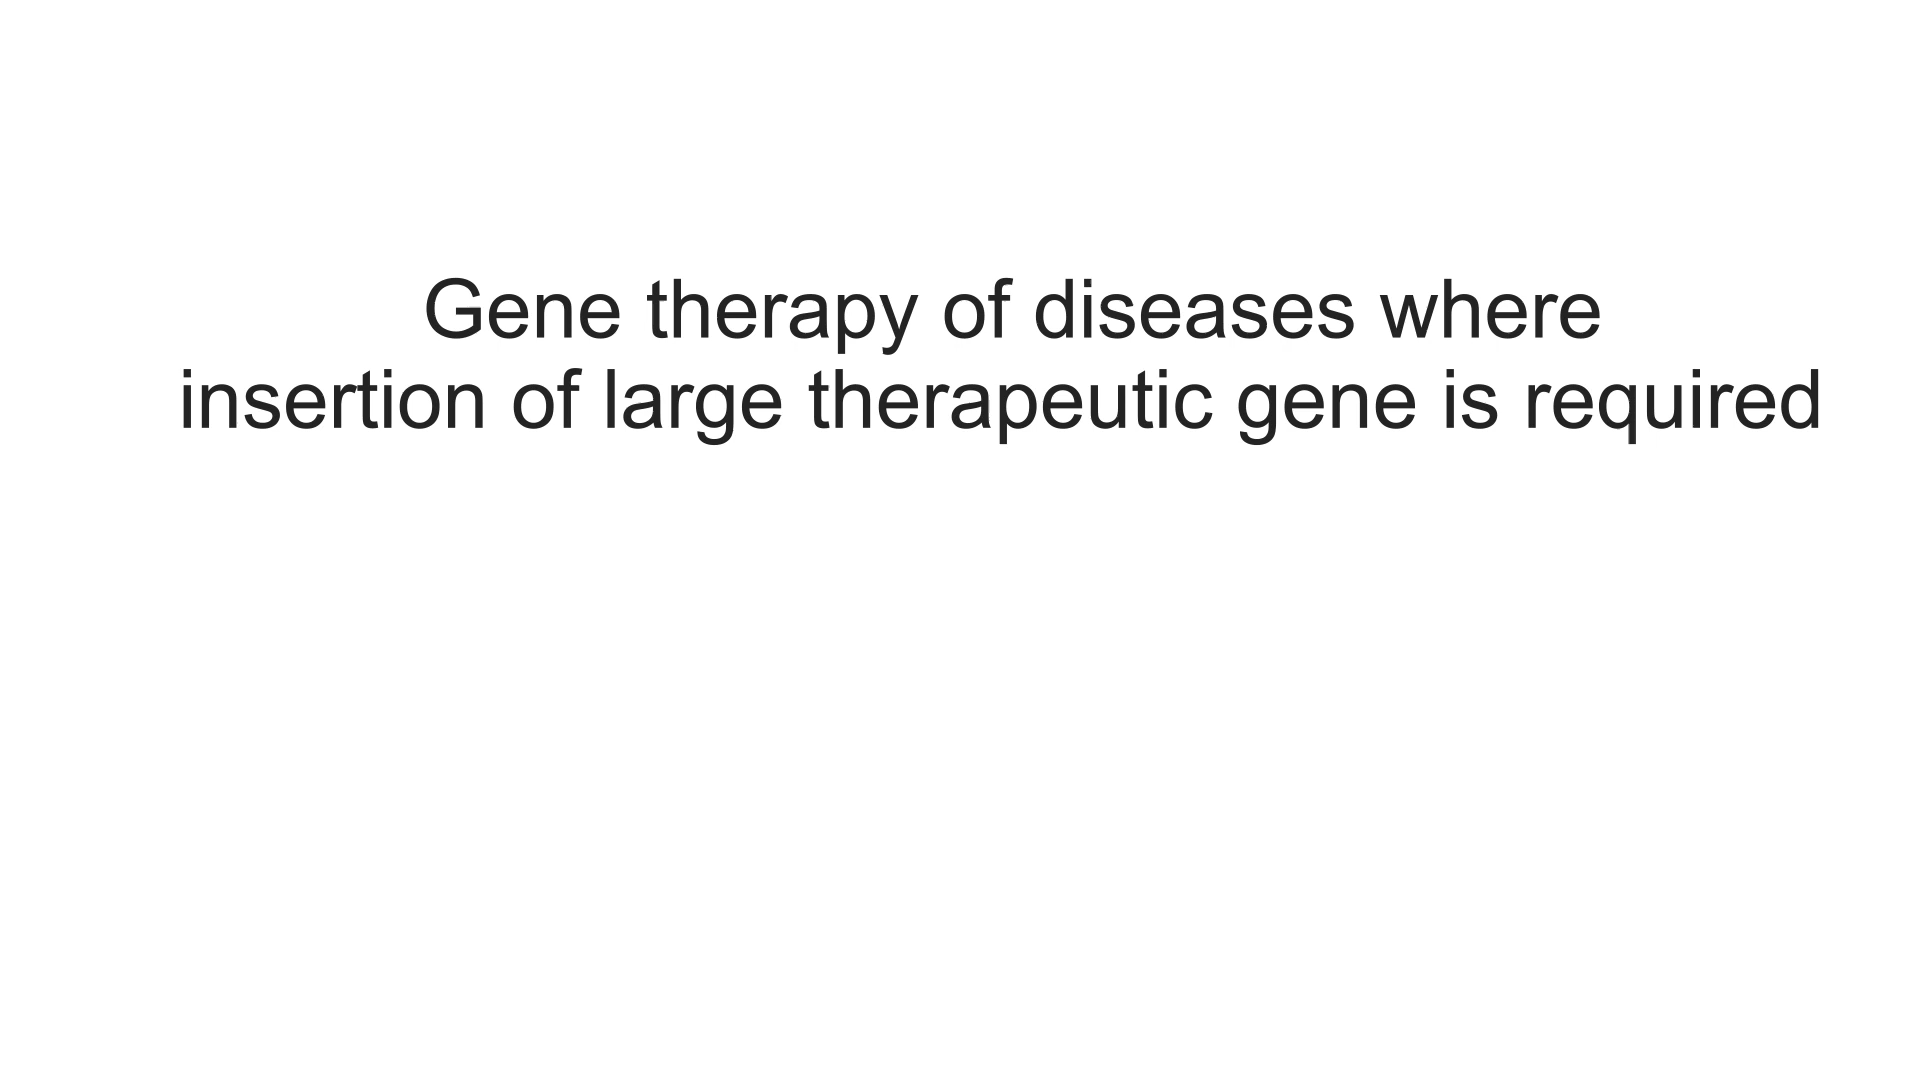 Gene therapy of diseases where
insertion of large therapeutic gene is required